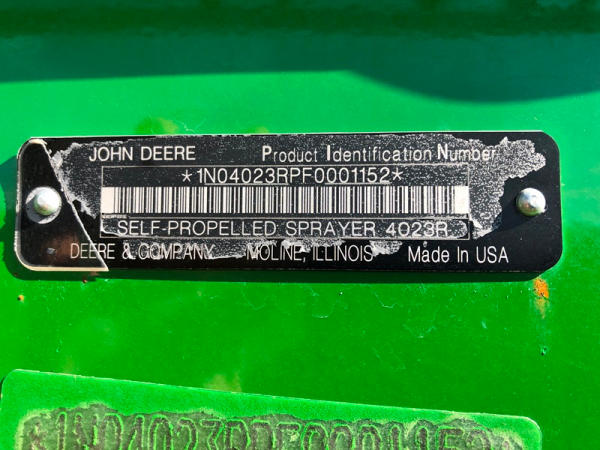 JOHN DEERE Product Identification Number
*1N04023RPF0001152*
SELF-PROPELLED SPRAYER 4023R
DEERE & COMPANY MOLINE, ILLINOIS Made In USA